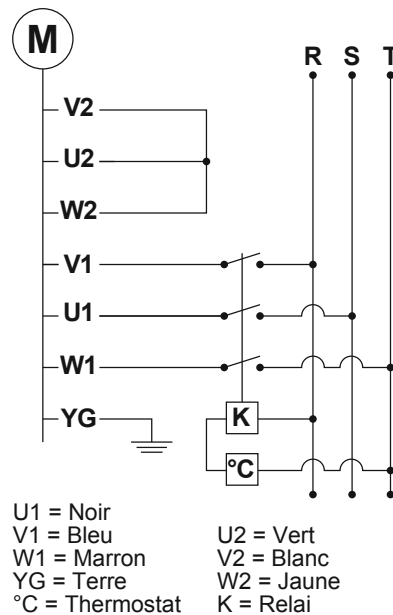 M
R S T
V2
U2
W2
V1
U1
W1
YG
K
°C
U1 = Noir
V1 = Bleu
W1 = Marron
YG = Terre
°C = Thermostat
U2 = Vert
V2 = Blanc
W2 = Jaune
K = Relai